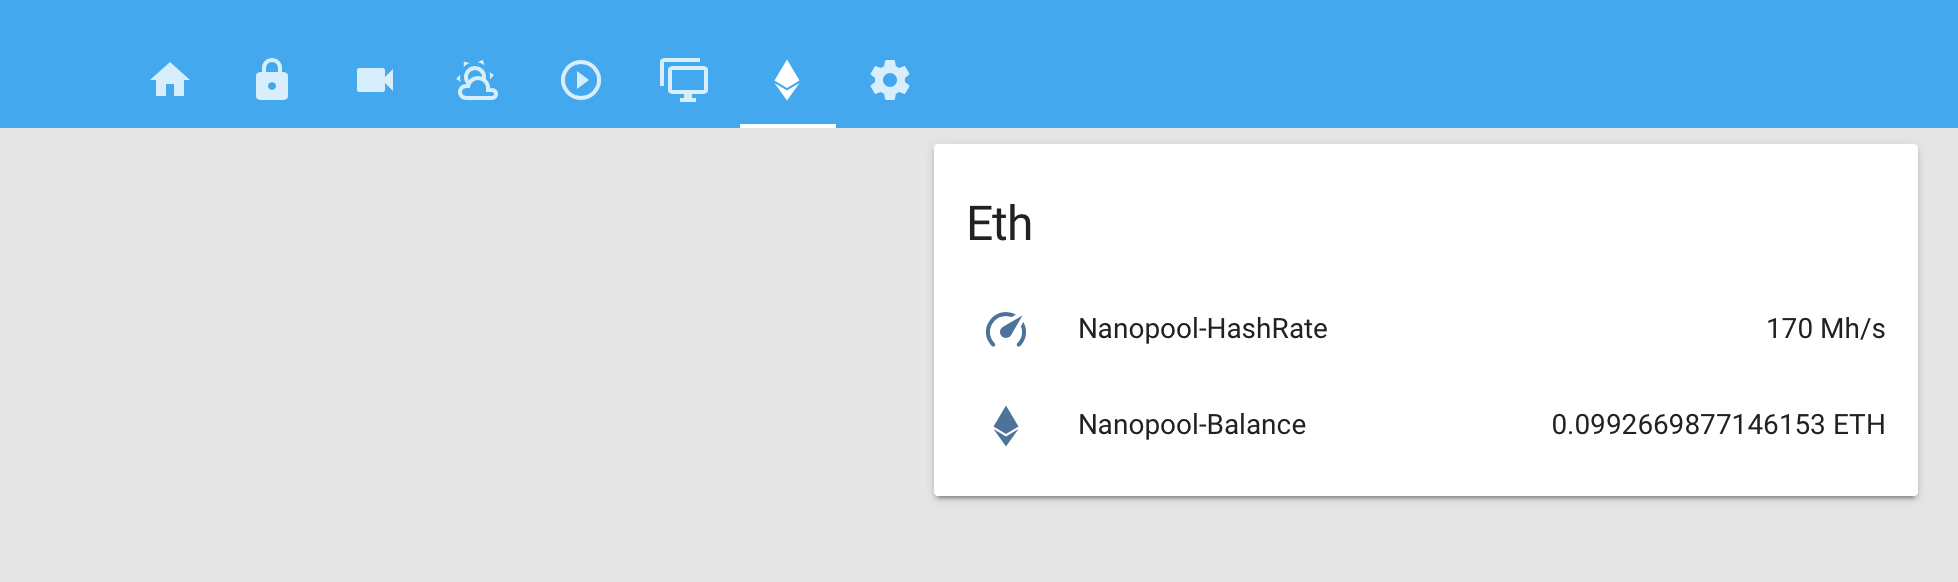 Eth
Nanopool-HashRate 170 Mh/s
Nanopool-Balance 0.0992669877146153 ETH